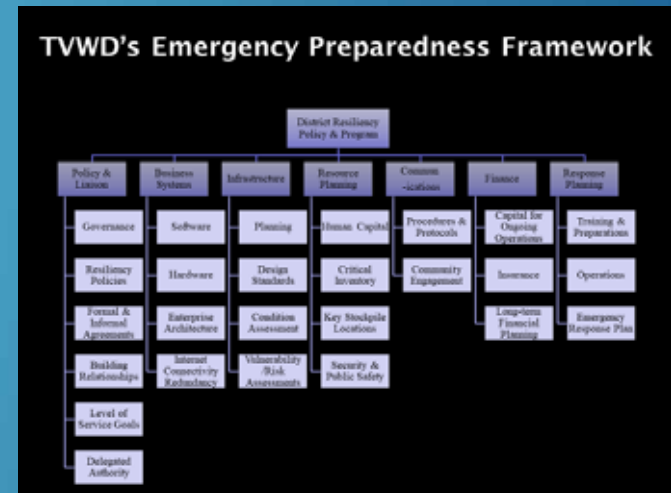 TVWD's Emergency Preparedness Framework
District Resiliency
Policy & Program
Policy &
Liaison
Business
Systems
Infrastructure
Resource
Planning
Common
-ications
Finance
Response
Planning
Governance
Software
Planning
Human Capital
Procedures &
Protocols
Capital for
Ongoing
Operations
Training &
Preparations
Resiliency
Policies
Hardware
Design
Standards
Critical
Inventory
Community
Engagement
Insurance
Operations
Formal &
Informal
Agreements
Enterprise
Architecture
Condition
Assessment
Key Stockpile
Locations
Long-term
Financial
Planning
Emergency
Response Plan
Building
Relationships
Internet
Connectivity
Redundancy
Vulnerability
/Risk
Assessments
Security &
Public Safety
Level of
Service Goals
Delegated
Authority